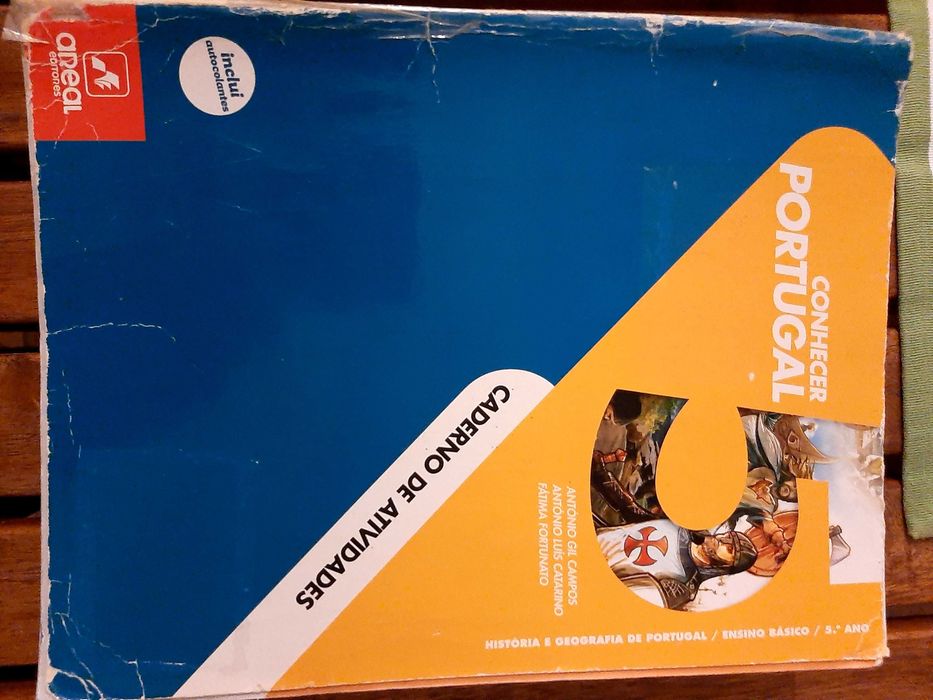 CONHECER
PORTUGAL
5
HISTÓRIA E GEOGRAFIA DE PORTUGAL / ENSINO BÁSICO / 5.º ANO
ANTÓNIO GIL CAMPOS
ANTÓNIO LUÍS CATARINO
FÁTIMA FORTUNATO
CADERNO DE ATIVIDADES
inclui
autocolantes
areal
EDITORES